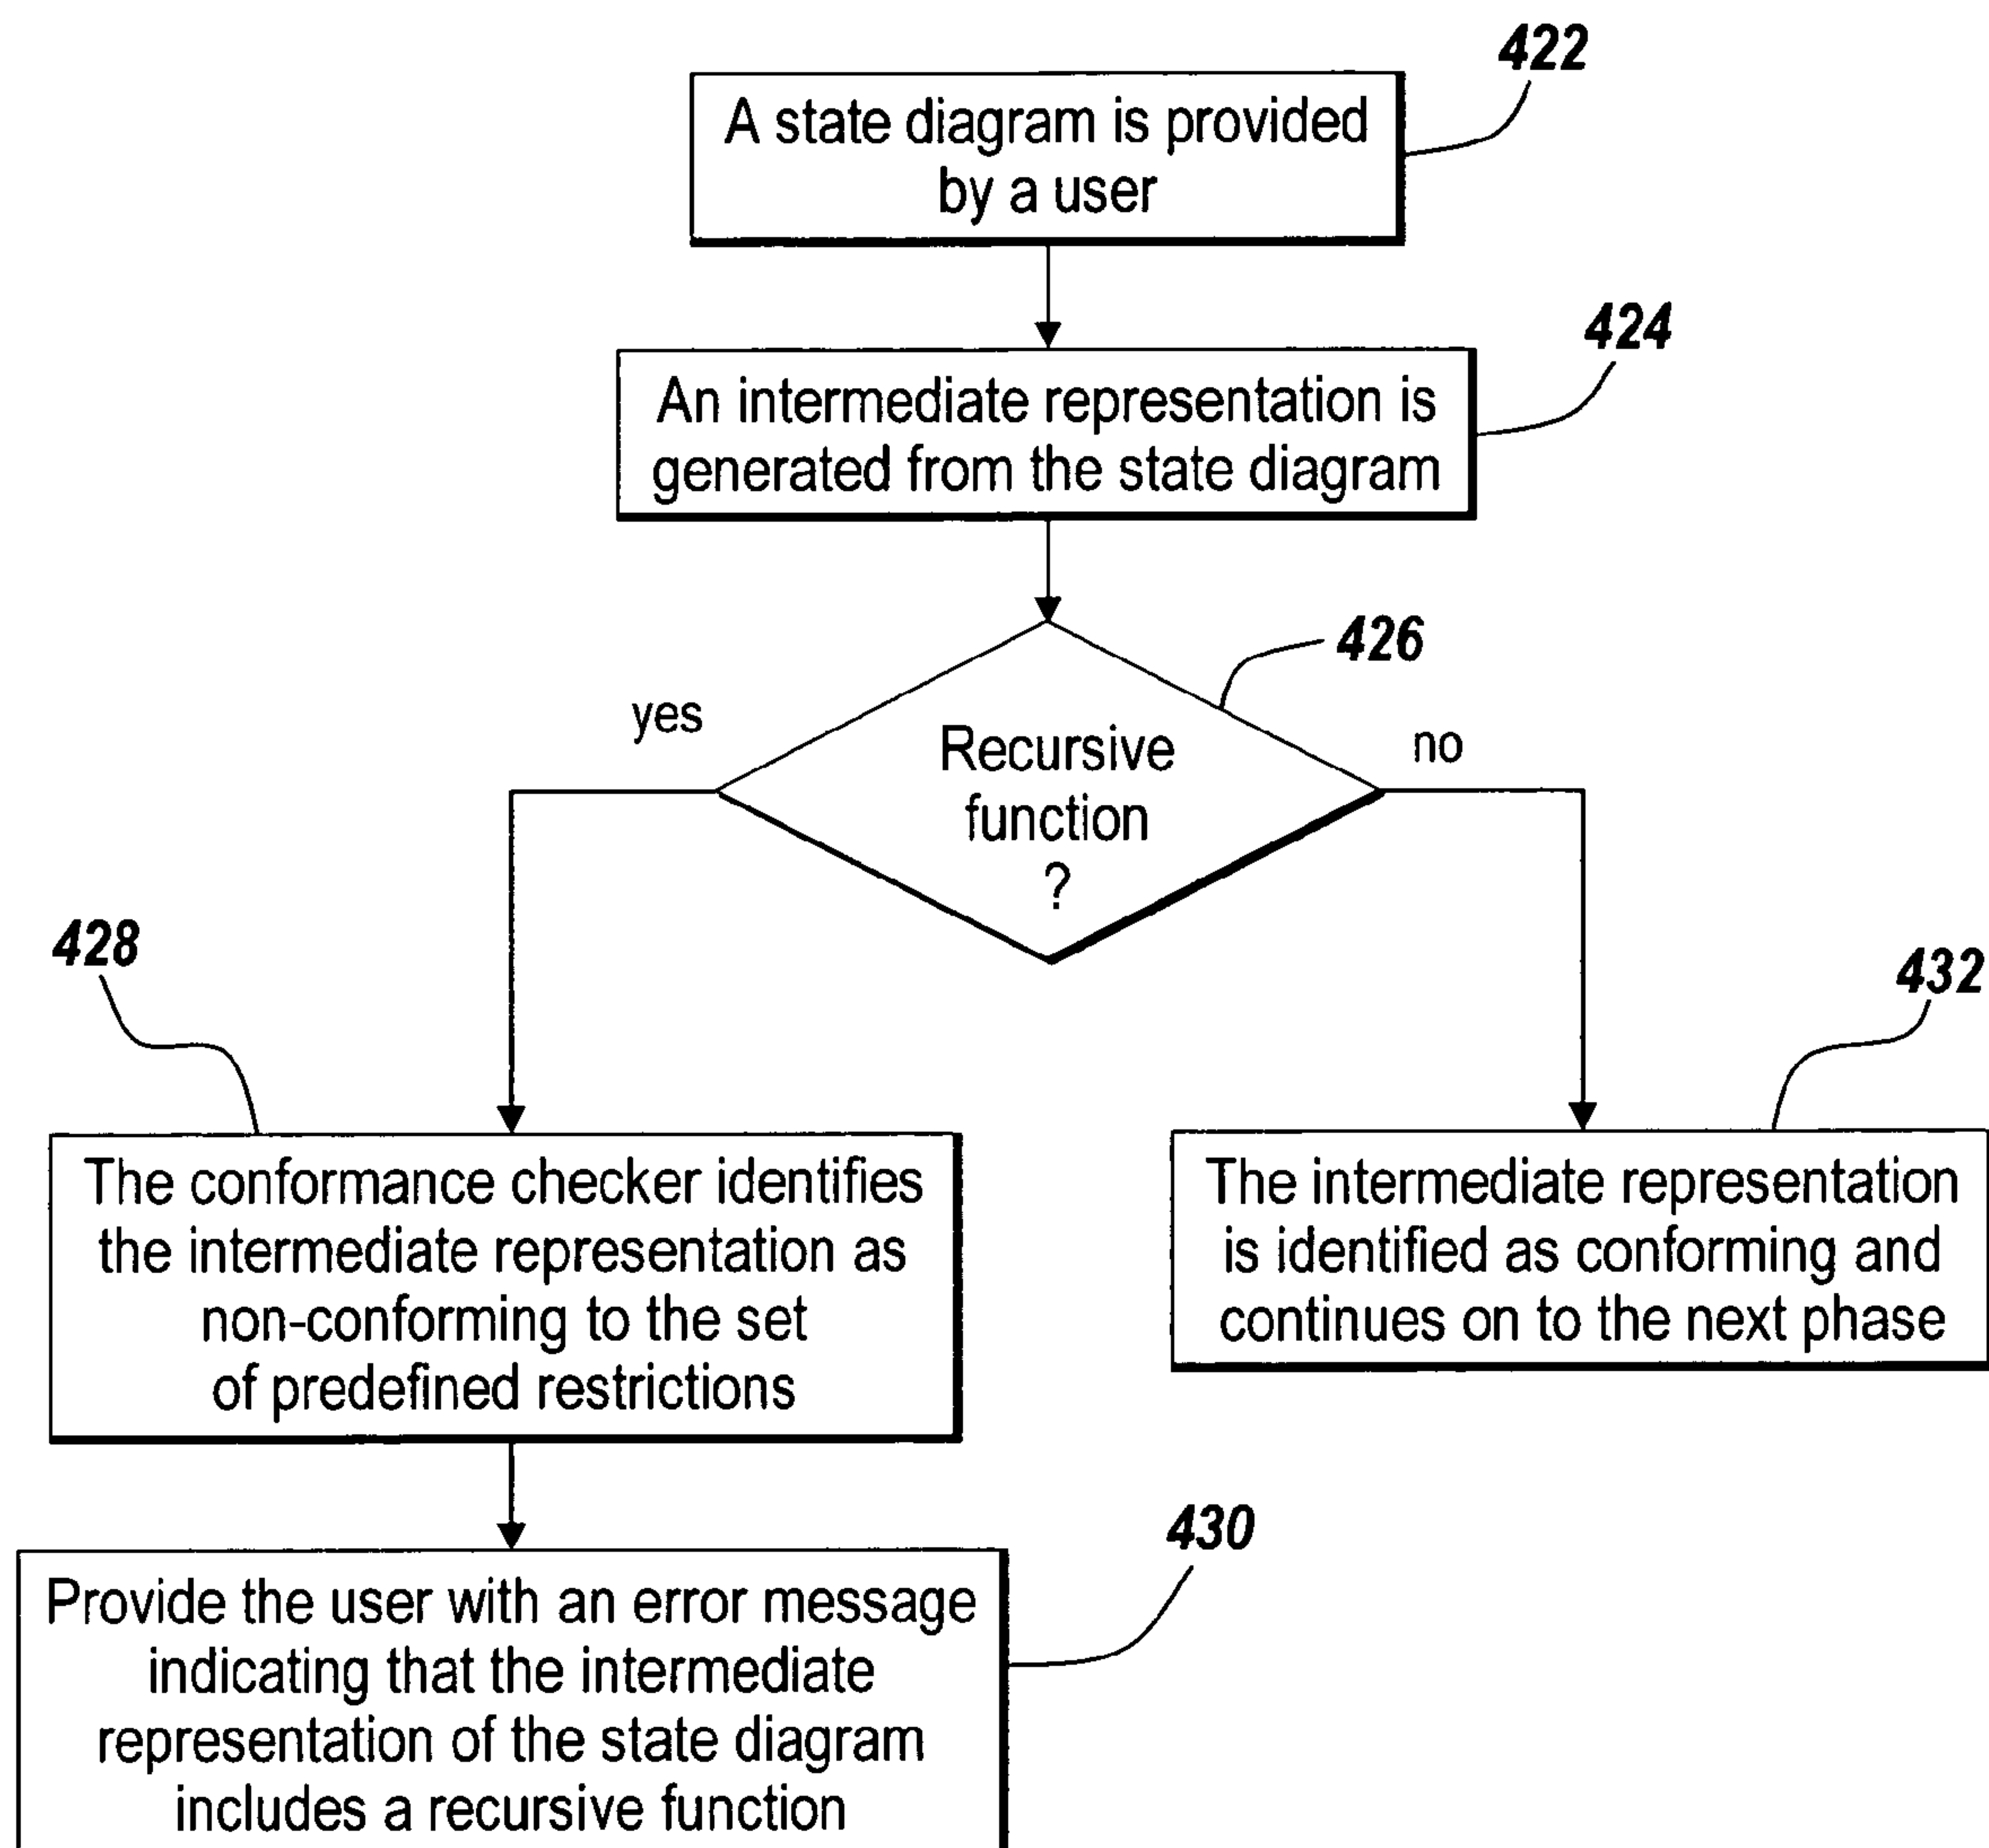 422
A state diagram is provided
by a user
424
An intermediate representation is
generated from the state diagram
426
yes
no
Recursive
function
?
428
432
The conformance checker identifies
the intermediate representation as
non-conforming to the set
of predefined restrictions
The intermediate representation
is identified as conforming and
continues on to the next phase
430
Provide the user with an error message
indicating that the intermediate
representation of the state diagram
includes a recursive function